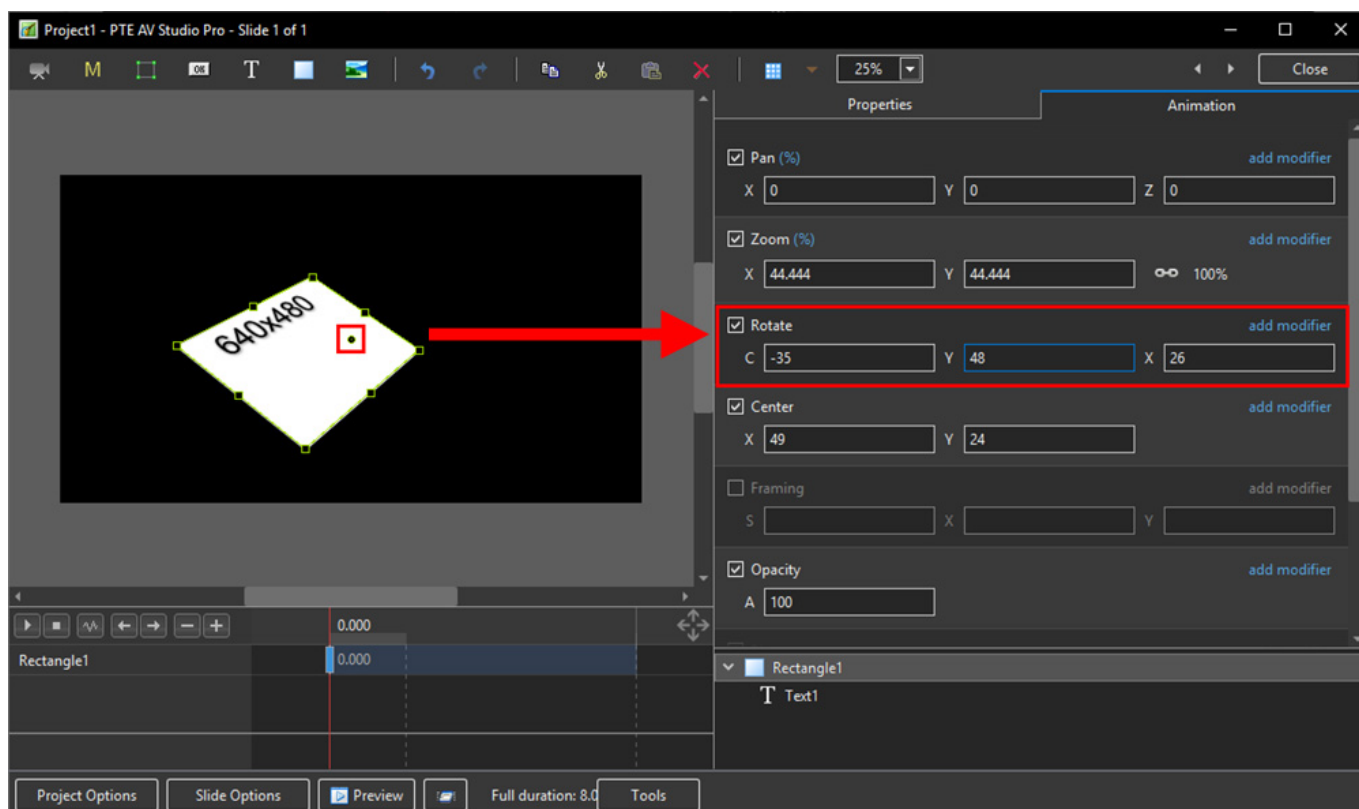 Project1 - PTE AV Studio Pro - Slide 1 of 1
M OK T 25% Close
Properties Animation
Pan (%) add modifier
X 0 Y 0 Z 0
Zoom (%) add modifier
X 44.444 Y 44.444 100%
640x480
Rotate add modifier
C -35 Y 48 X 26
Center add modifier
X 49 Y 24
Framing add modifier
S X Y
Opacity add modifier
A 100
0.000
Rectangle1 0.000
Rectangle1
T Text1
Project Options Slide Options Preview Full duration: 8.0 Tools